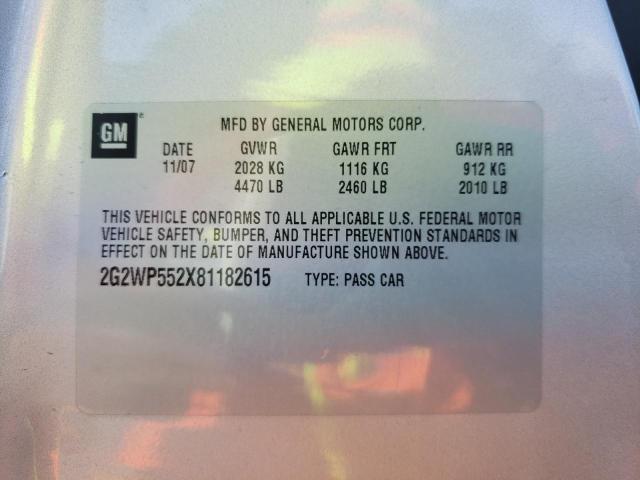 GM ® MFD BY GENERAL MOTORS CORP.
DATE GVWR GAWR FRT GAWR RR
11/07 2028 KG 1116 KG 912 KG
4470 LB 2460 LB 2010 LB
THIS VEHICLE CONFORMS TO ALL APPLICABLE U.S. FEDERAL MOTOR
VEHICLE SAFETY, BUMPER, AND THEFT PREVENTION STANDARDS IN
EFFECT ON THE DATE OF MANUFACTURE SHOWN ABOVE.
2G2WP552X81182615 TYPE: PASS CAR